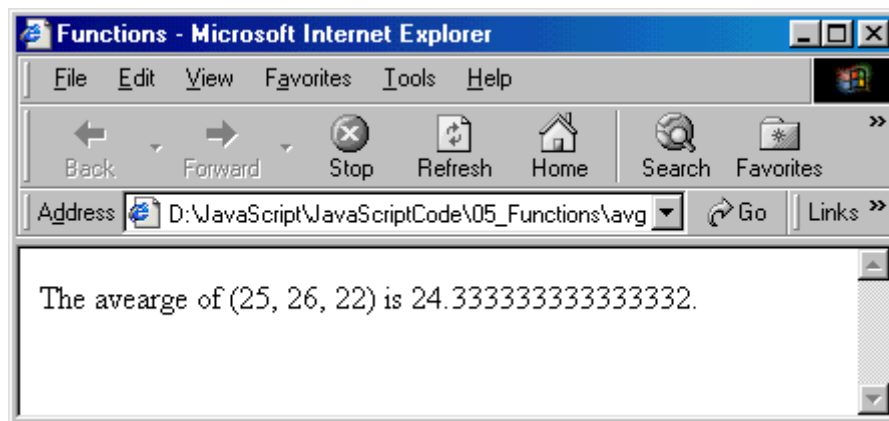 Functions - Microsoft Internet Explorer
File Edit View Favorites Tools Help
Back Forward Stop Refresh Home Search Favorites »
Address D:\JavaScript\JavaScriptCode\05_Functions\avg Go Links »
The avearge of (25, 26, 22) is 24.333333333333332.